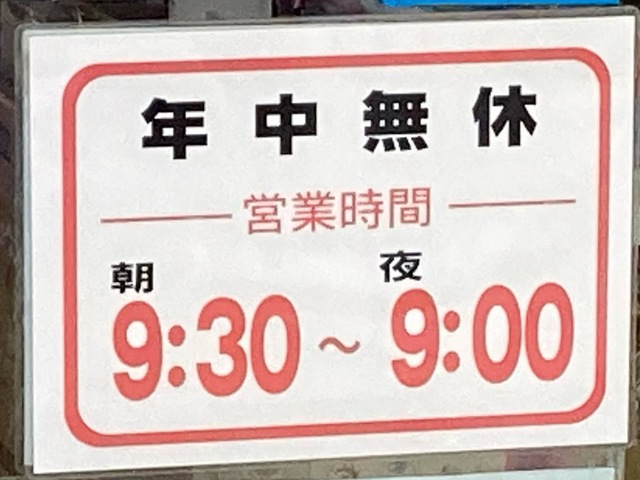 年中無休
営業時間
朝 夜
9:30～9:00